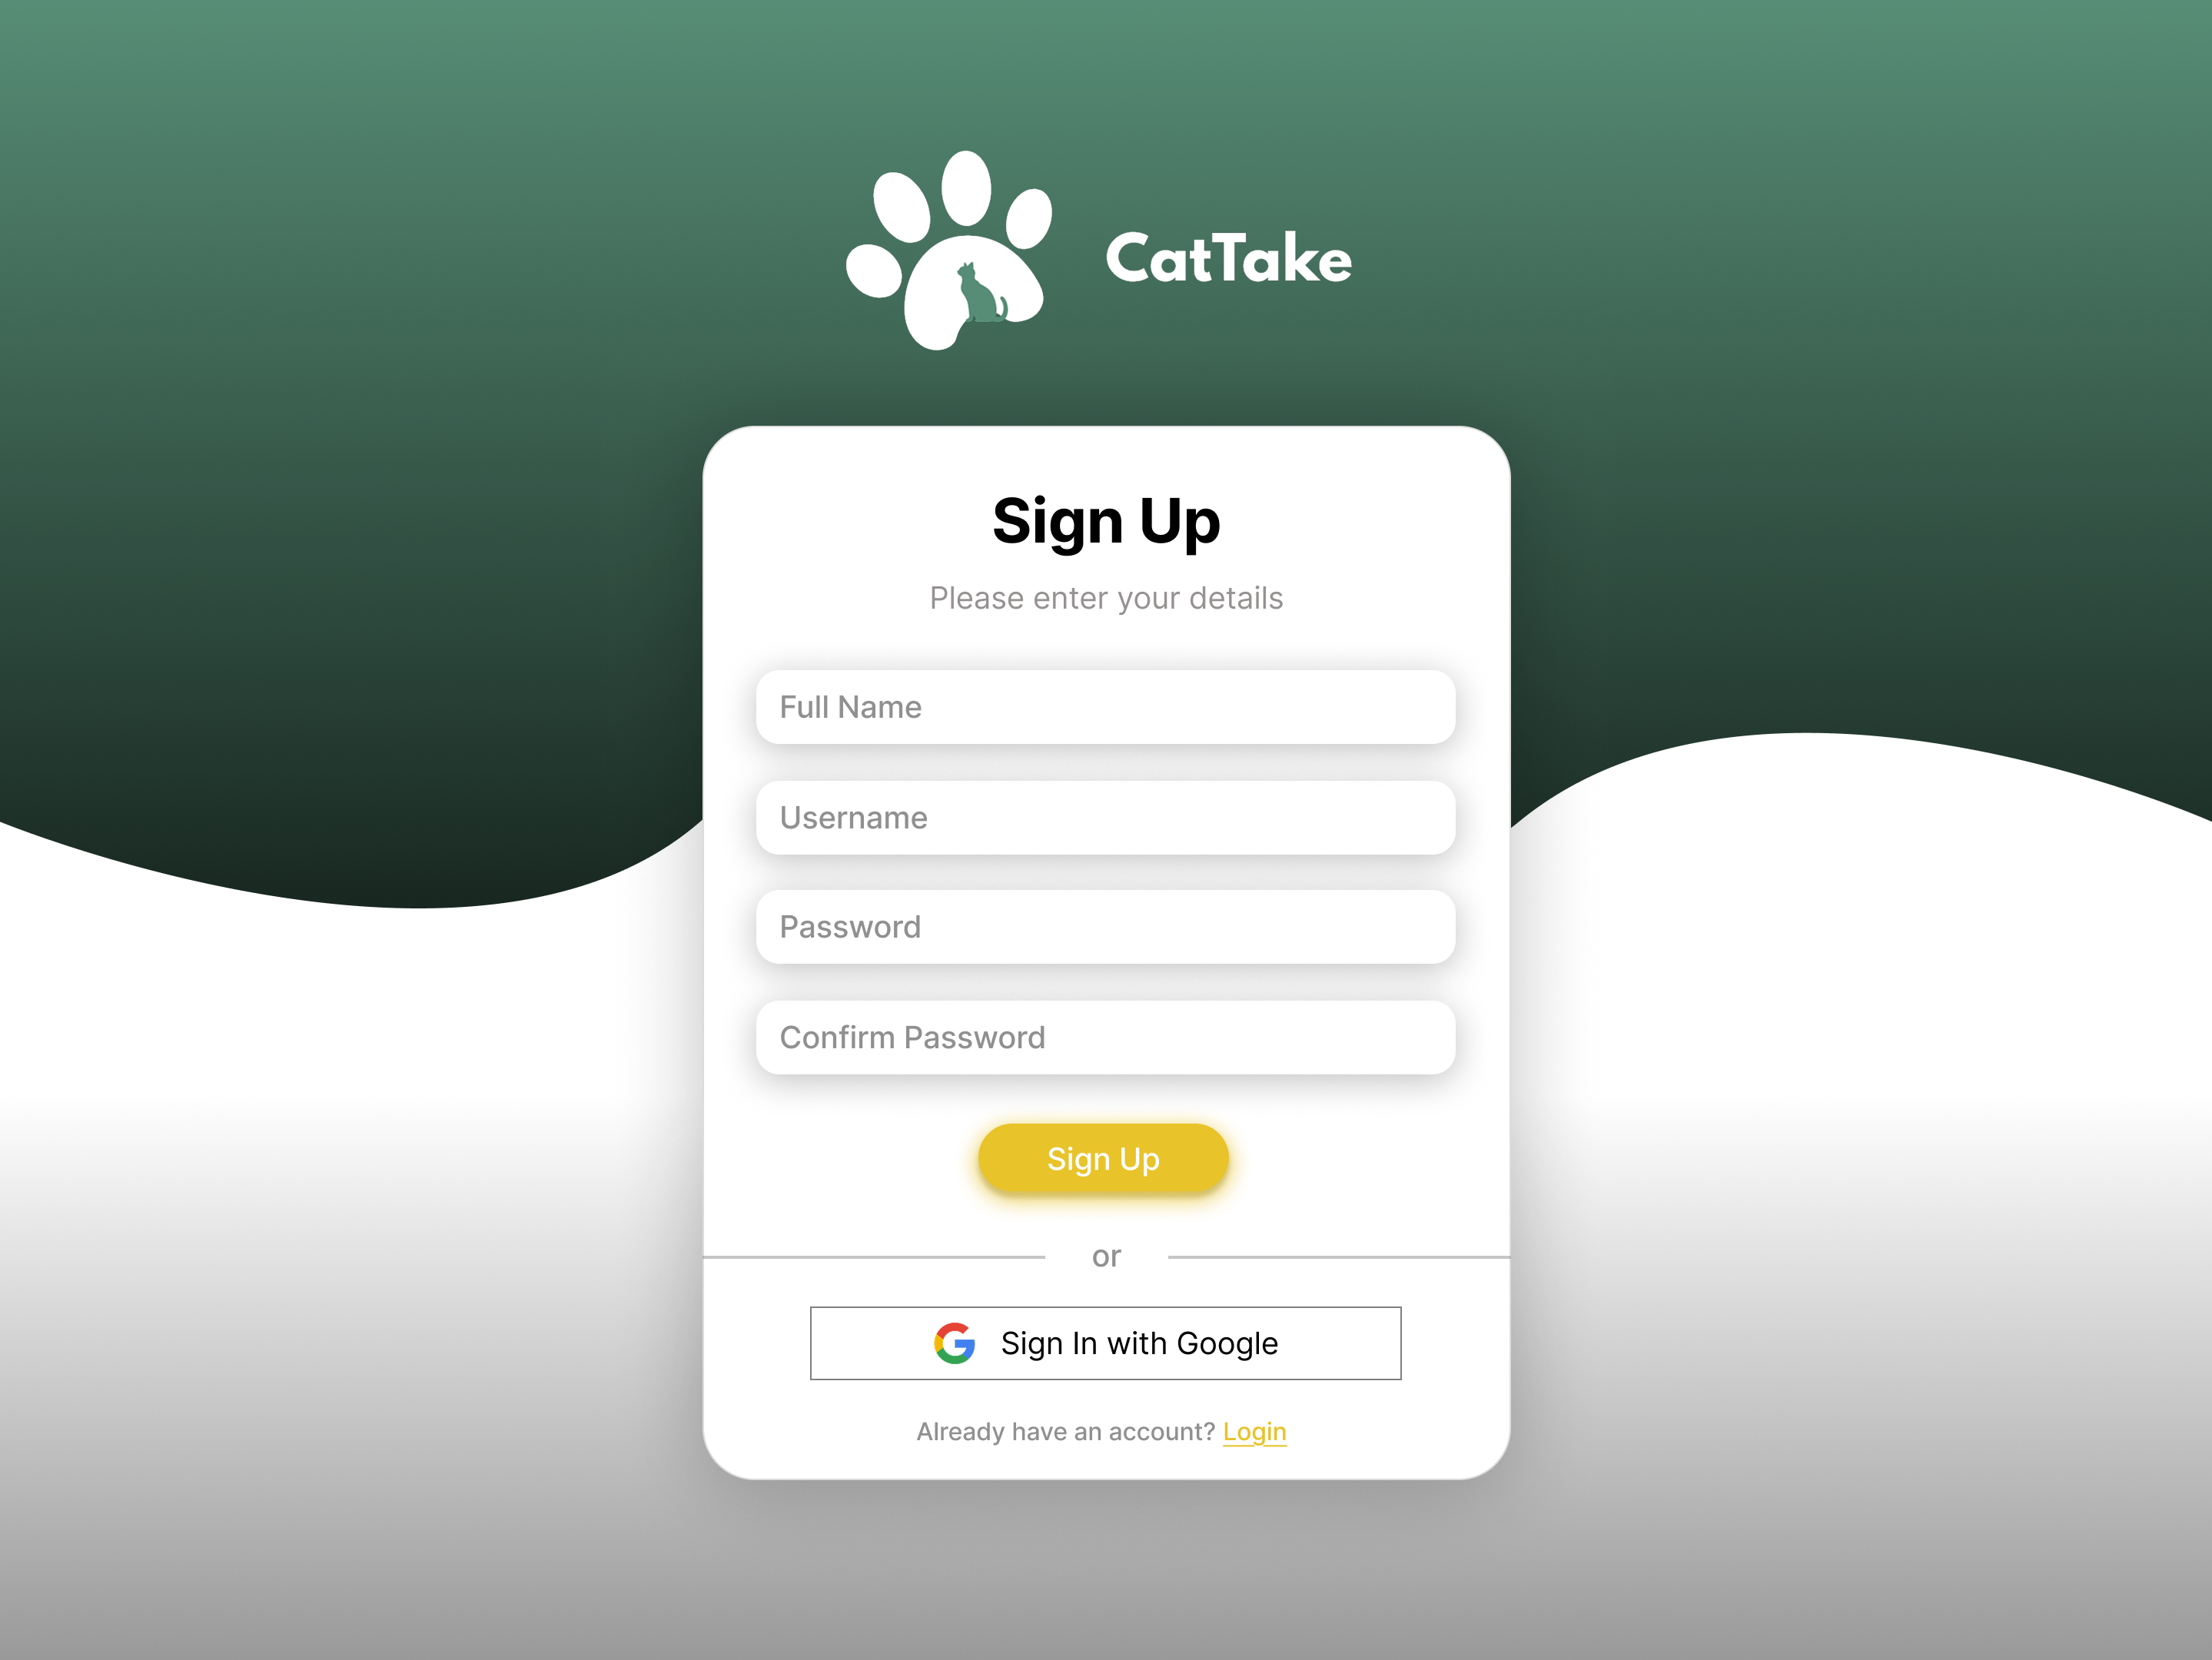 CatTake
Sign Up
Please enter your details
Full Name
Username
Password
Confirm Password
Sign Up
or
Sign In with Google
Already have an account? Login